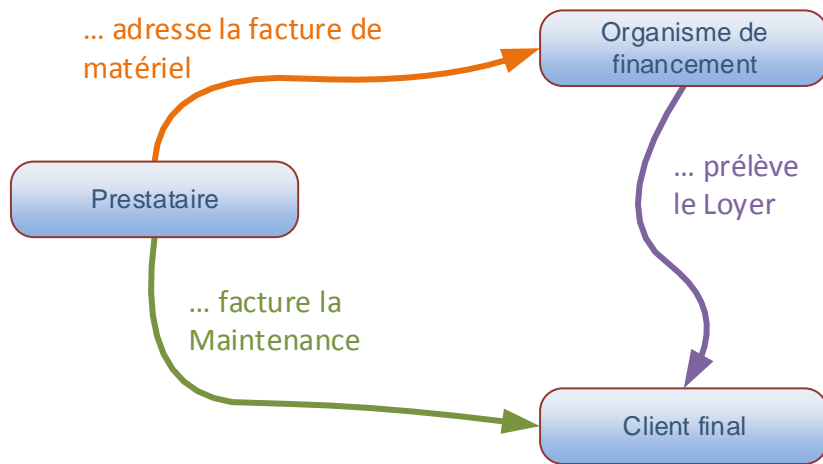 ... adresse la facture de
matériel
Organisme de
financement
... prélève
le Loyer
Prestataire
... facture la
Maintenance
Client final